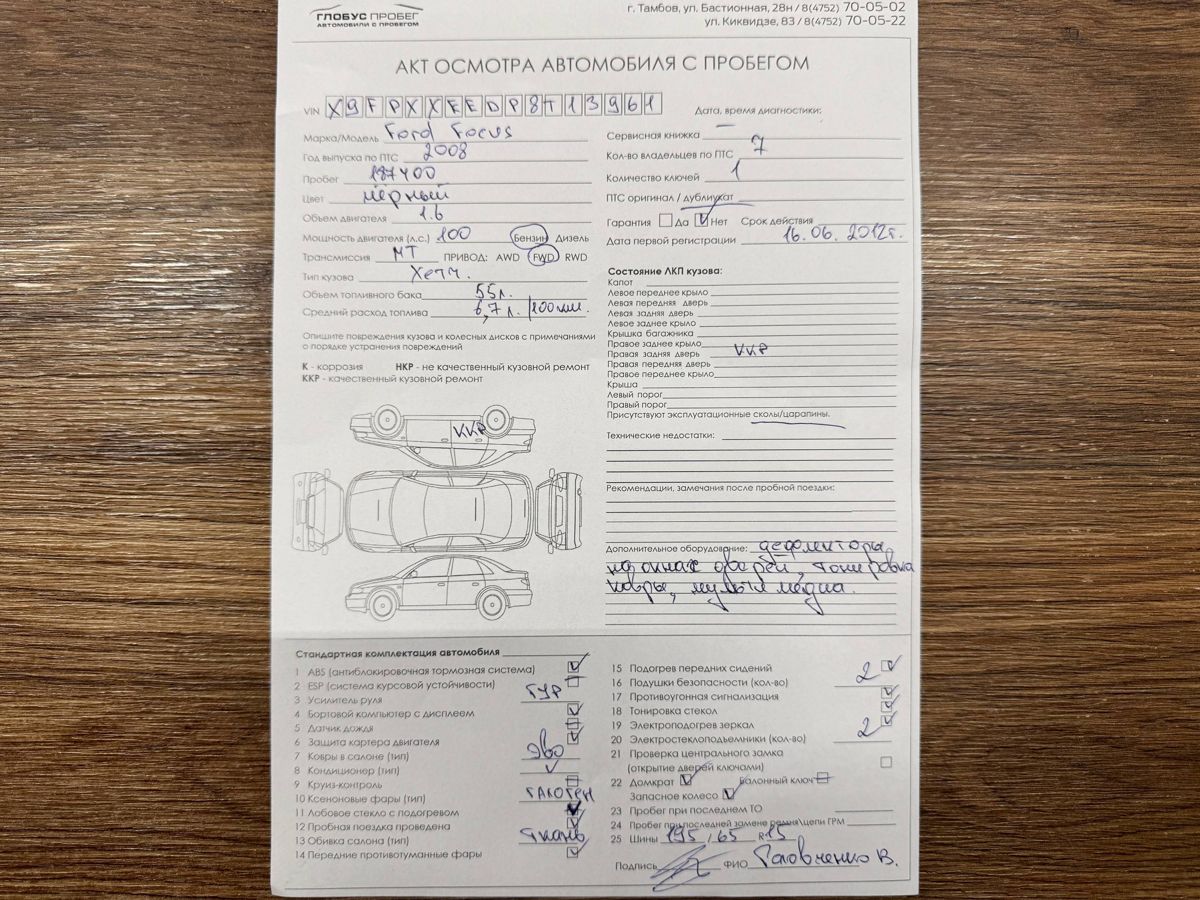 ГЛОБУС ПРОБЕГ
АВТОМОБИЛИ С ПРОБЕГОМ
г. Тамбов, ул. Бастионная, 28н / 8(4752) 70-05-02
ул. Киквидзе, 83 / 8(4752) 70-05-22
АКТ ОСМОТРА АВТОМОБИЛЯ С ПРОБЕГОМ
VIN X9FPXXEEDP8T13961
Дата, время диагностики:
Марка/Модель Ford Focus
Год выпуска по ПТС 2008
Пробег 187400
Цвет чёрный
Объем двигателя 1.6
Мощность двигателя (л.с.) 100 Бензин Дизель
Трансмиссия МТ ПРИВОД: AWD FWD RWD
Тип кузова Хетч.
Объем топливного бака 55л.
Средний расход топлива 6,7 л. /100км.
Опишите повреждения кузова и колесных дисков с примечаниями
о порядке устранения повреждений
К - коррозия НКР - не качественный кузовной ремонт
ККР - качественный кузовной ремонт
ККР
Сервисная книжка —
Кол-во владельцев по ПТС 7
Количество ключей 1
ПТС оригинал / дубликат
Гарантия Да Нет Срок действия
Дата первой регистрации 16.06.2012г.
Состояние ЛКП кузова:
Капот
Левое переднее крыло
Левая передняя дверь
Левая задняя дверь
Левое заднее крыло
Крышка багажника
Правое заднее крыло
Правая задняя дверь ККР
Правая передняя дверь
Правое переднее крыло
Крыша
Левый порог
Правый порог
Присутствуют эксплуатационные сколы/царапины.
Технические недостатки:
Рекомендации, замечания после пробной поездки:
Дополнительное оборудование: дефлекторы
на окнах дверей, тонировка
ковры, мультимедиа.
Стандартная комплектация автомобиля
1 ABS (антиблокировочная тормозная система)
2 ESP (система курсовой устойчивости)
3 Усилитель руля ГУР
4 Бортовой компьютер с дисплеем
5 Датчик дождя
6 Защита картера двигателя
7 Ковры в салоне (тип) эво
8 Кондиционер (тип)
9 Круиз-контроль
10 Ксеноновые фары (тип) галоген
11 Лобовое стекло с подогревом
12 Пробная поездка проведена
13 Обивка салона (тип) Ткань
14 Передние противотуманные фары
15 Подогрев передних сидений
16 Подушки безопасности (кол-во) 2
17 Противоугонная сигнализация
18 Тонировка стекол
19 Электроподогрев зеркал
20 Электростеклоподъемники (кол-во) 2
21 Проверка центрального замка
(открытие дверей ключами)
22 Домкрат Балонный ключ
Запасное колесо
23 Пробег при последнем ТО
24 Пробег при последней замене ремня\цепи ГРМ
25 Шины 195 / 65 R15
Подпись ФИО Головченко В.